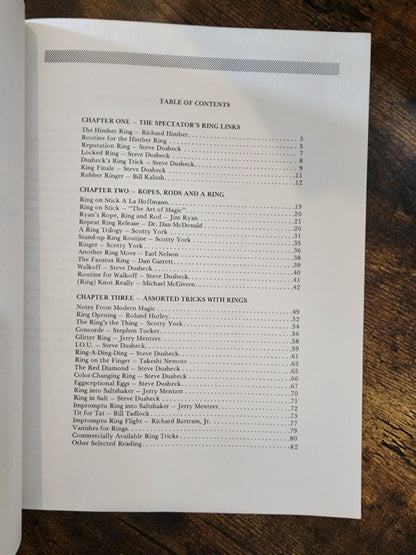 TABLE OF CONTENTS
CHAPTER ONE — THE SPECTATOR'S RING LINKS
The Himber Ring — Richard Himber. 5
Routine for the Himber Ring 5
Reputation Ring — Steve Dusheck 7
Locked Ring — Steve Dusheck 8
Dusheck's Ring Trick — Steve Dusheck 9
Ring Finale — Steve Dusheck 11
Rubber Ringer — Bill Kalush. 12
CHAPTER TWO — ROPES, RODS AND A RING
Ring on Stick A La Hoffmann. 19
Ring on Stick — "The Art of Magic" 20
Ryan's Rope, Ring and Rod — Jim Ryan 21
Repeat Ring Release — Dr. Dan McDonald 26
A Ring Trilogy — Scotty York 31
Stand-up Ring Routine — Scotty York 35
Ringer — Scotty York 36
Another Ring Move — Earl Nelson 38
The Faustus Ring — Dan Garrett. 39
Walkoff — Steve Dusheck 40
Routine for Walkoff — Steve Dusheck. 41
(Ring) Knot Really — Michael McGivern. 42
CHAPTER THREE — ASSORTED TRICKS WITH RINGS
Notes From Modern Magic 49
Ring Opening — Roland Hurley. 52
The Ring's the Thing — Scotty York 54
Concorde — Stephen Tucker. 56
Glitter Ring — Jerry Mentzer. 58
I.O.U. — Steve Dusheck. 59
Ring-A-Ding-Ding — Steve Dusheck. 61
Ring on the Finger — Takeshi Nemoto 63
The Red Diamond — Steve Dusheck 65
Color-Changing Ring — Steve Dusheck 66
Eggsceptional Eggs — Steve Dusheck 67
Ring into Saltshaker — Jerry Mentzer 70
Ring in Salt — Steve Dusheck 71
Impromptu Ring into Saltshaker — Jerry Mentzer. 72
Tit for Tat — Bill Tadlock. 73
Impromptu Ring Flight — Richard Bartram, Jr. 77
Vanishes for Rings. 79
Commercially Available Ring Tricks 80
Other Selected Reading. 82